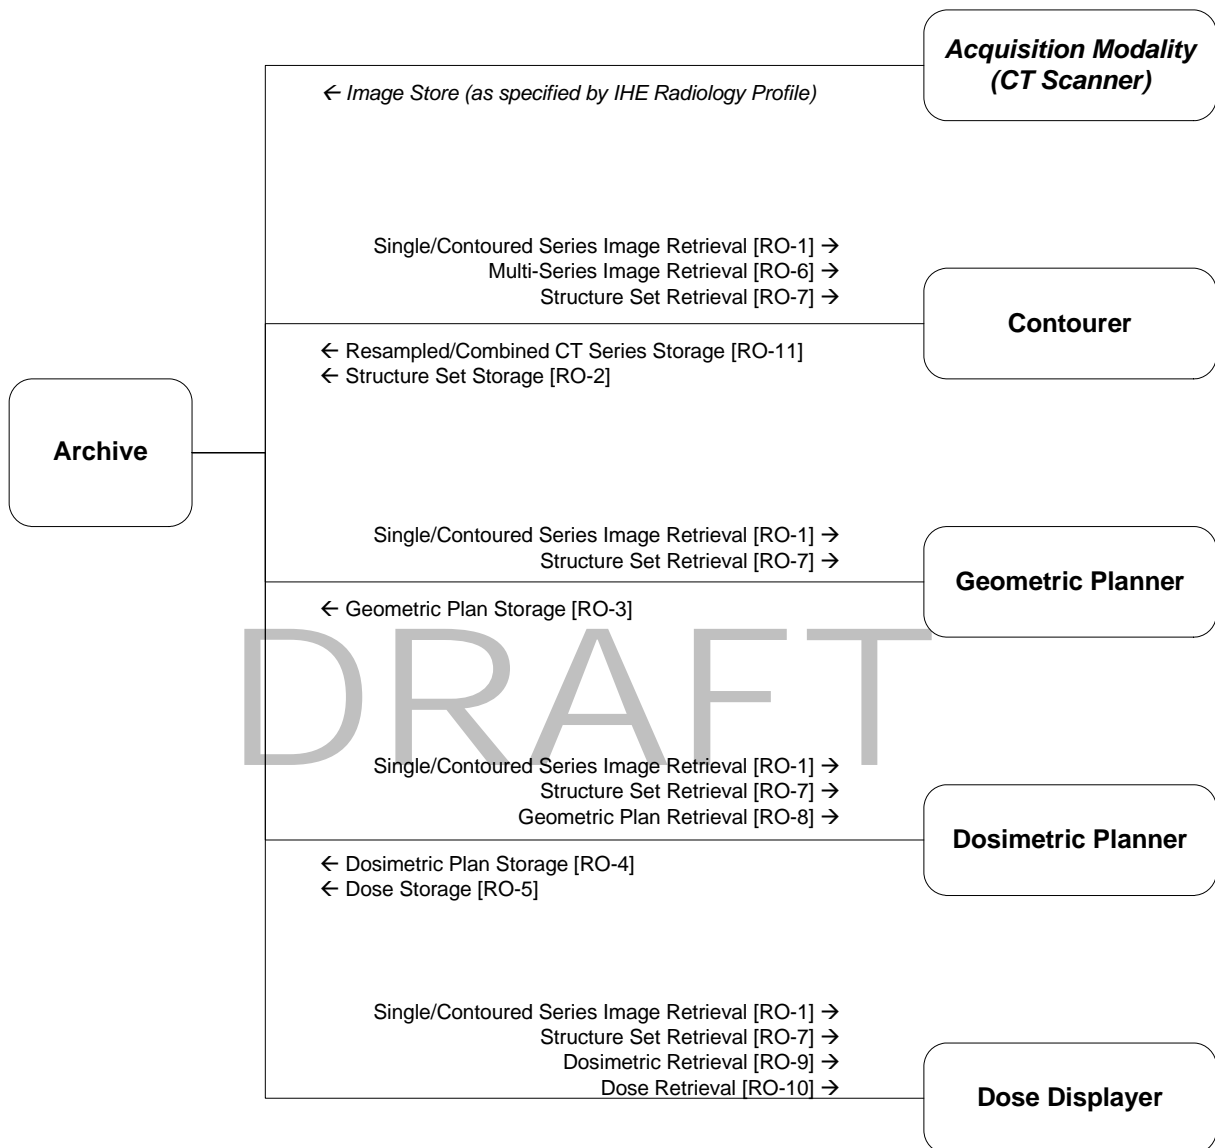 Acquisition Modality
(CT Scanner)
← Image Store (as specified by IHE Radiology Profile)
Single/Contoured Series Image Retrieval [RO-1] →
Multi-Series Image Retrieval [RO-6] →
Structure Set Retrieval [RO-7] →
Contourer
← Resampled/Combined CT Series Storage [RO-11]
← Structure Set Storage [RO-2]
Archive
Single/Contoured Series Image Retrieval [RO-1] →
Structure Set Retrieval [RO-7] →
Geometric Planner
← Geometric Plan Storage [RO-3]
DRAFT
Single/Contoured Series Image Retrieval [RO-1] →
Structure Set Retrieval [RO-7] →
Geometric Plan Retrieval [RO-8] →
Dosimetric Planner
← Dosimetric Plan Storage [RO-4]
← Dose Storage [RO-5]
Single/Contoured Series Image Retrieval [RO-1] →
Structure Set Retrieval [RO-7] →
Dosimetric Retrieval [RO-9] →
Dose Retrieval [RO-10] →
Dose Displayer